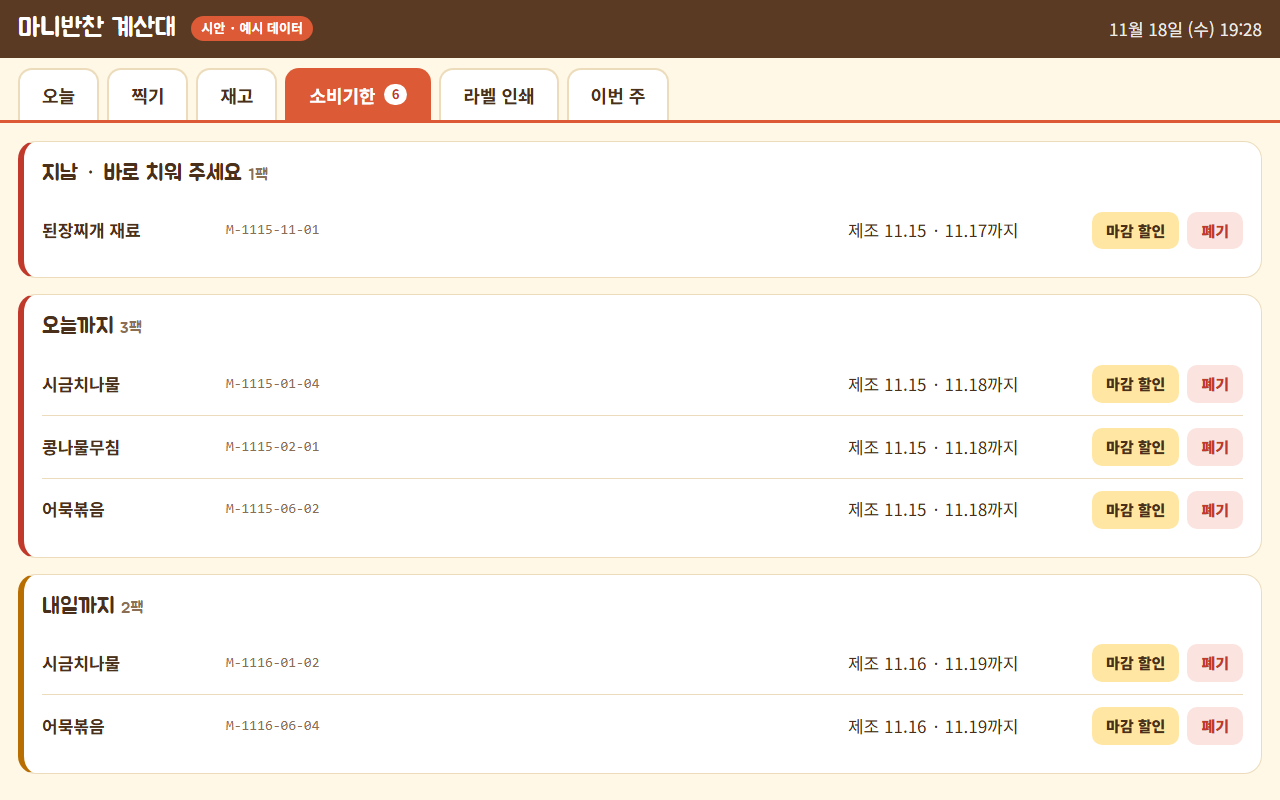 마니반찬 계산대 시안 · 예시 데이터 11월 18일 (수) 19:28
오늘 찍기 재고 소비기한 6 라벨 인쇄 이번 주
지남 · 바로 치워 주세요 1팩
된장찌개 재료 M-1115-11-01 제조 11.15 · 11.17까지 마감 할인 폐기
오늘까지 3팩
시금치나물 M-1115-01-04 제조 11.15 · 11.18까지 마감 할인 폐기
콩나물무침 M-1115-02-01 제조 11.15 · 11.18까지 마감 할인 폐기
어묵볶음 M-1115-06-02 제조 11.15 · 11.18까지 마감 할인 폐기
내일까지 2팩
시금치나물 M-1116-01-02 제조 11.16 · 11.19까지 마감 할인 폐기
어묵볶음 M-1116-06-04 제조 11.16 · 11.19까지 마감 할인 폐기